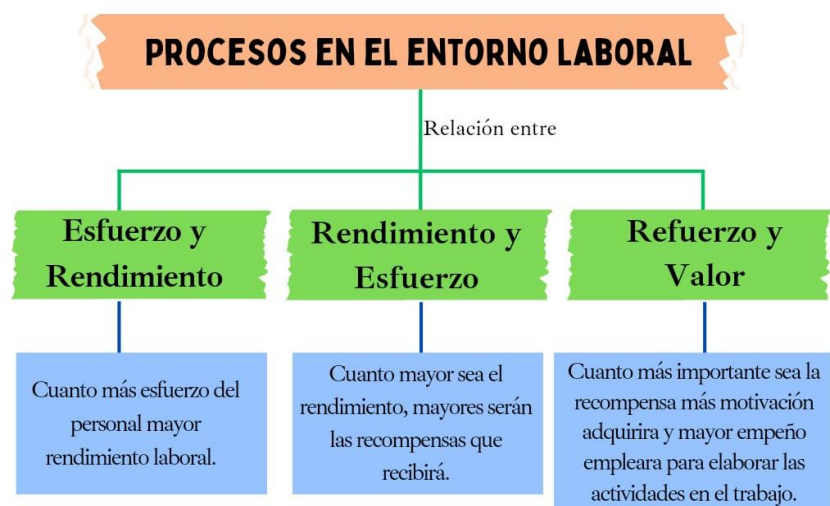 PROCESOS EN EL ENTORNO LABORAL
Relación entre
Esfuerzo y
Rendimiento
Rendimiento y
Esfuerzo
Refuerzo y
Valor
Cuanto más esfuerzo del
personal mayor
rendimiento laboral.
Cuanto mayor sea el
rendimiento, mayores serán
las recompensas que
recibirá.
Cuanto más importante sea la
recompensa más motivación
adquirira y mayor empeño
empleara para elaborar las
actividades en el trabajo.